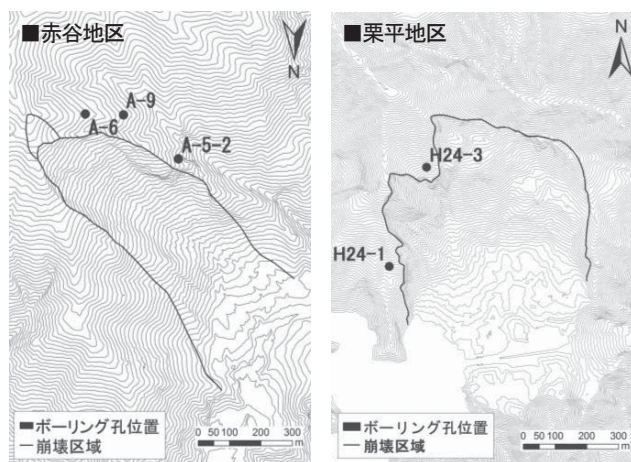 ■赤谷地区
N
A-9
A-6
A-5-2
■ボーリング孔位置
―崩壊区域
0 50 100 200 300
m
■栗平地区
N
H24-3
H24-1
■ボーリング孔位置
―崩壊区域
0 50 100 200 300
m